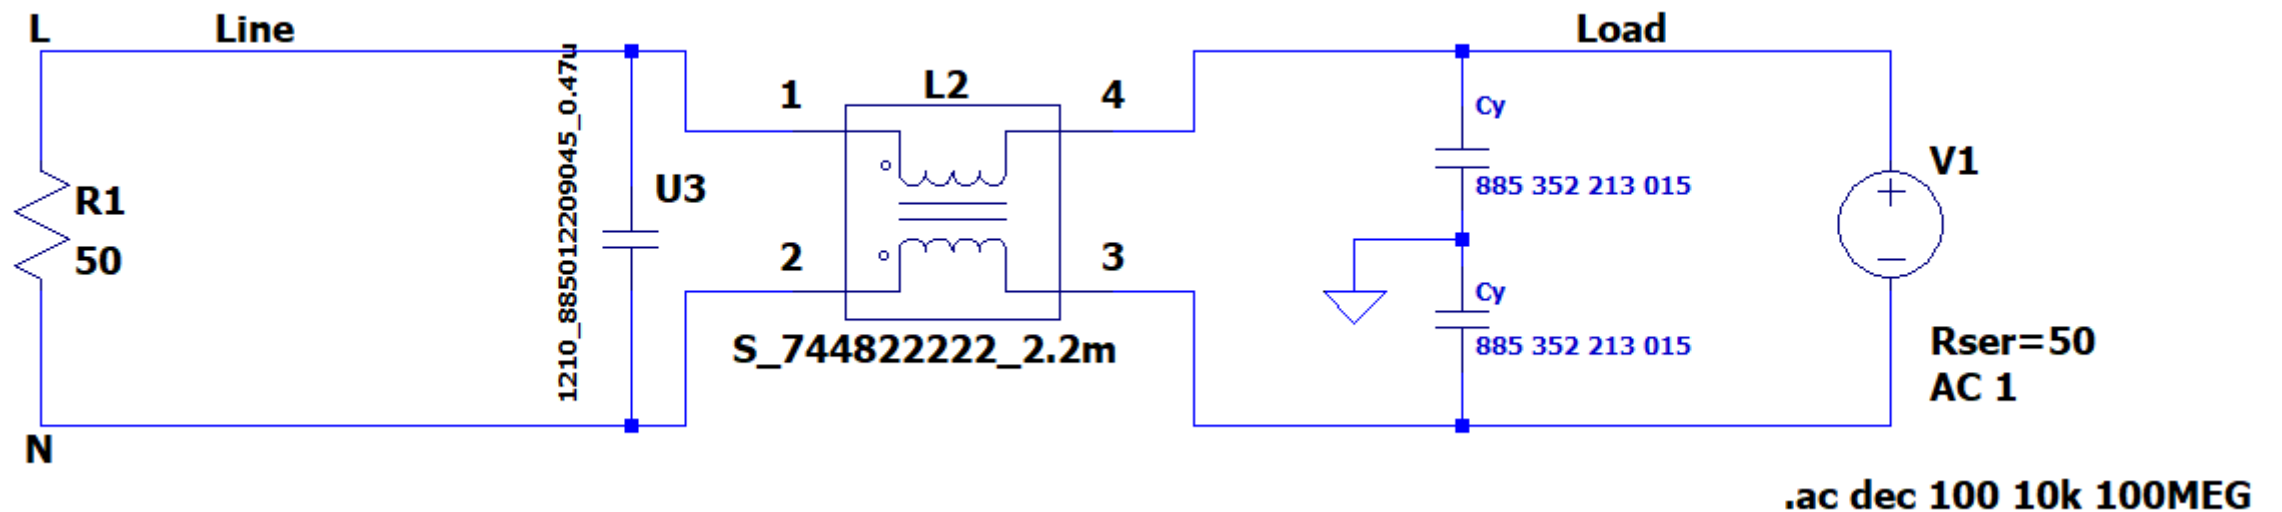 L
Line
Load
1
L2
4
Cy
885 352 213 015
V1
R1
50
1210_885012209045_0.47u
U3
2
3
S_744822222_2.2m
Cy
885 352 213 015
Rser=50
AC 1
N
.ac dec 100 10k 100MEG